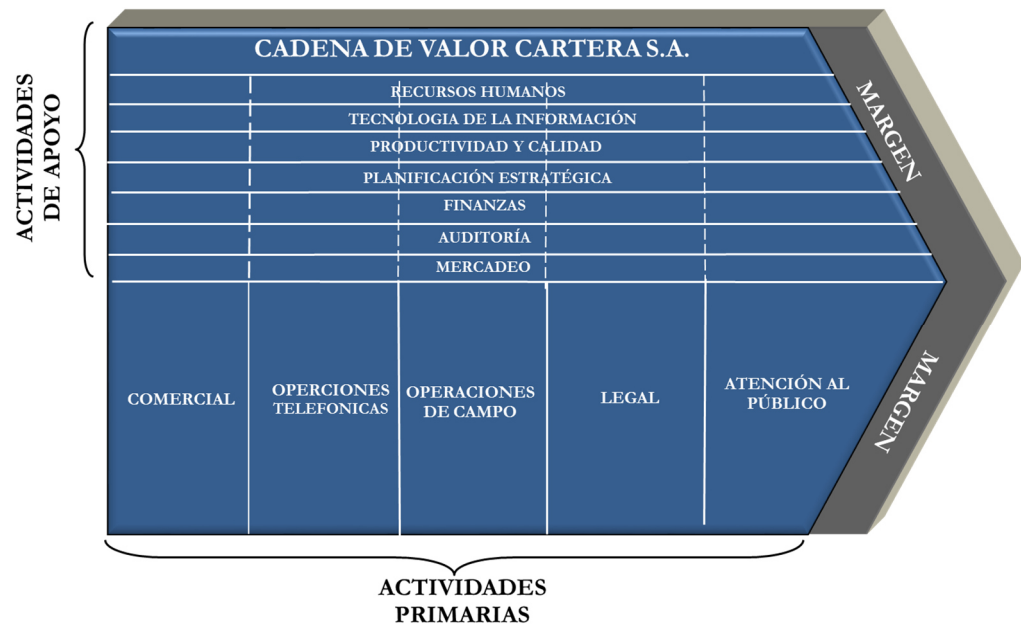 CADENA DE VALOR CARTERA S.A.
ACTIVIDADES
DE APOYO
RECURSOS HUMANOS
TECNOLOGIA DE LA INFORMACIÓN
PRODUCTIVIDAD Y CALIDAD
PLANIFICACIÓN ESTRATÉGICA
FINANZAS
AUDITORÍA
MERCADEO
MARGEN
COMERCIAL
OPERCIONES
TELEFONICAS
OPERACIONES
DE CAMPO
LEGAL
ATENCIÓN AL
PÚBLICO
MARGEN
ACTIVIDADES
PRIMARIAS